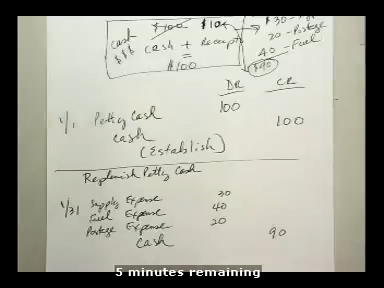 $100 $10
cash $30
$$$ cash + Receipts 20 - Postage
= 40 - Fuel
$100 $90
DR CR
1/1 Petty Cash 100
Cash 100
(Establish)
Replenish Petty Cash
1/31 Supply Expense 30
Fuel Expense 40
Postage Expense 20
Cash 90
5 minutes remaining